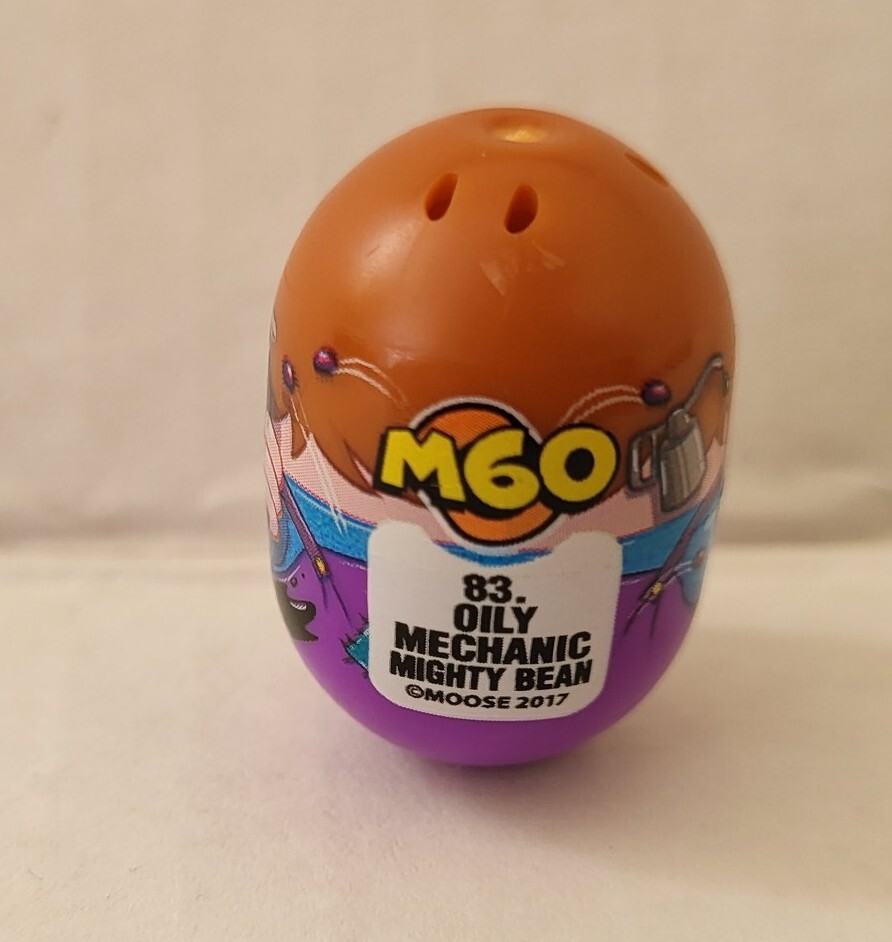 M60
83.
OILY
MECHANIC
MIGHTY BEAN
©MOOSE 2017